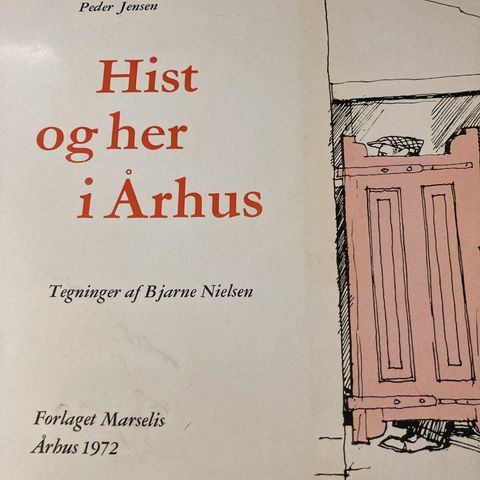 Peder Jensen
Hist
og her
i Århus
Tegninger af Bjarne Nielsen
Forlaget Marselis
Århus 1972